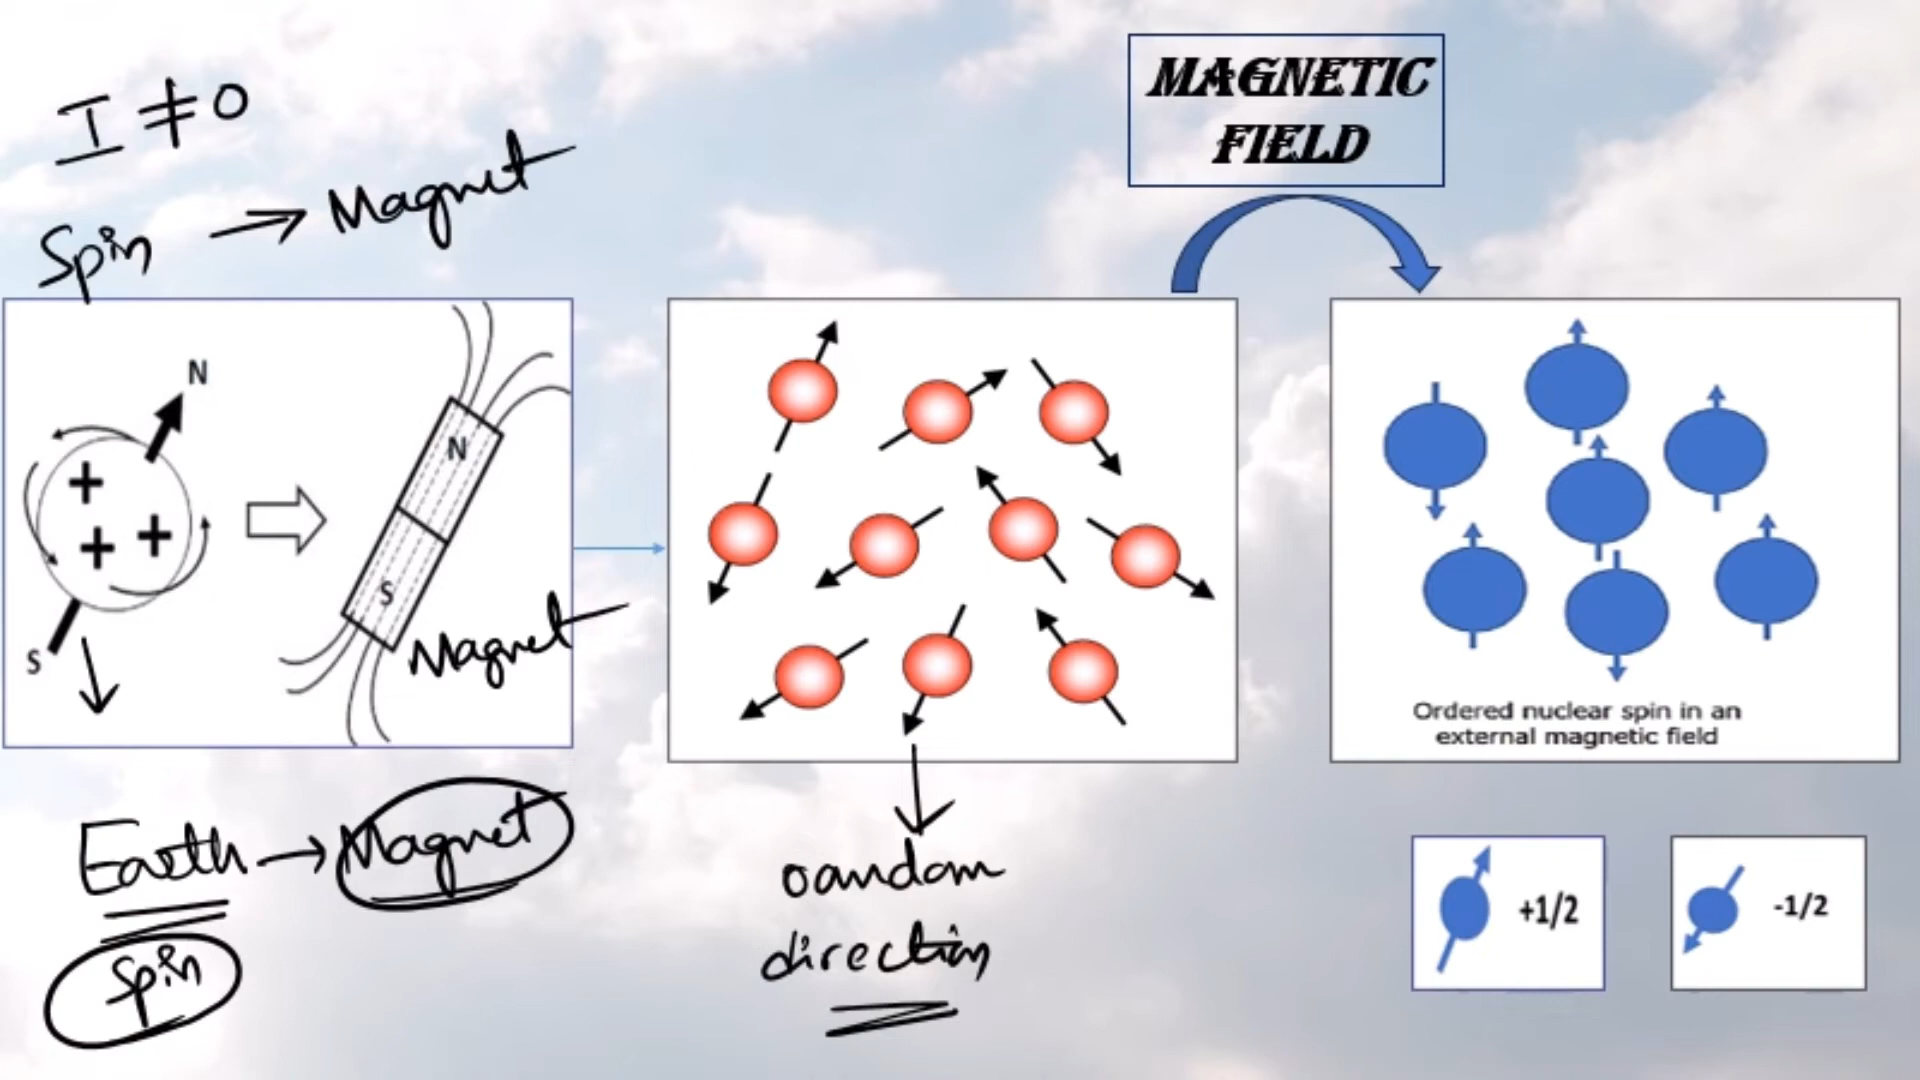 I ≠ 0
Spin → Magnet
MAGNETIC
FIELD
N
S
N
S
Magnet
Ordered nuclear spin in an
external magnetic field
Earth → Magnet
Spin
random
direction
+1/2
-1/2